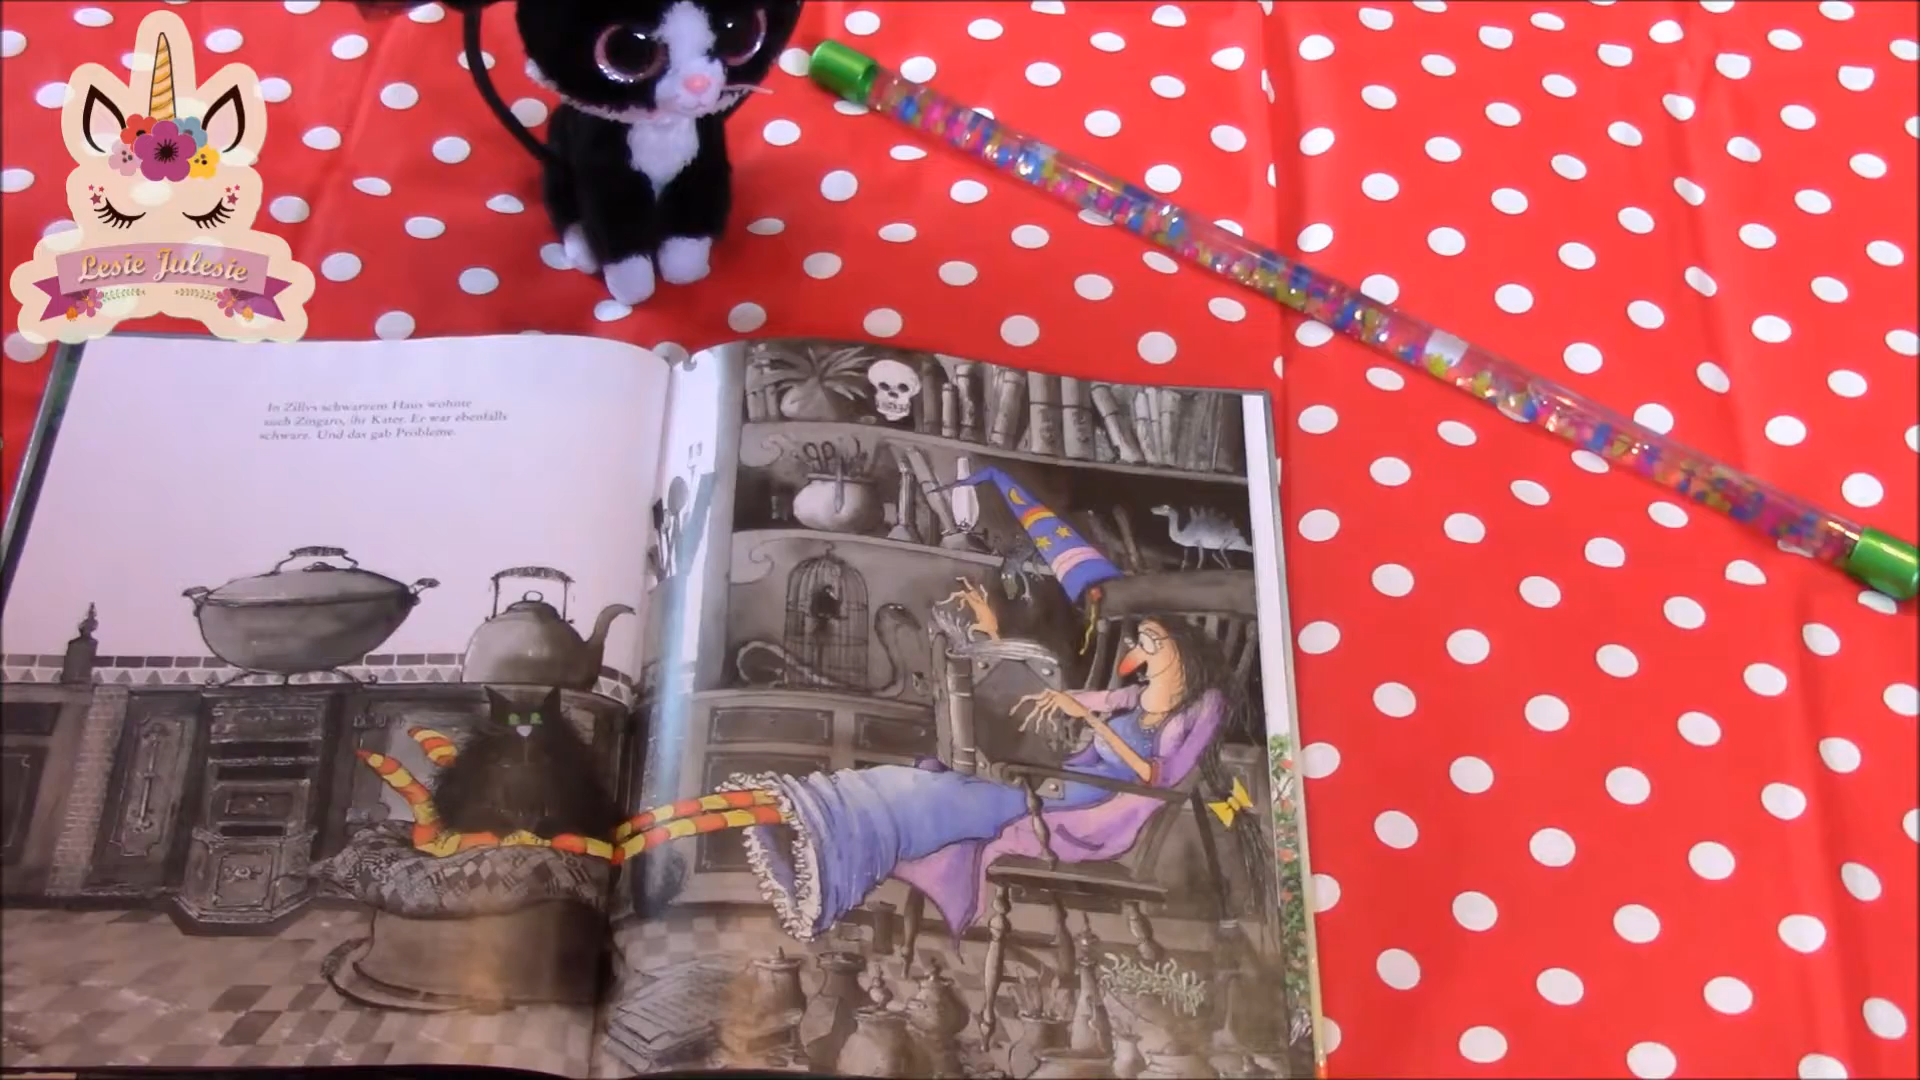 Lesie Julesie
In Zillys schwarzem Haus wohnte
auch Zingaro, ihr Kater. Er war ebenfalls
schwarz. Und das gab Probleme.